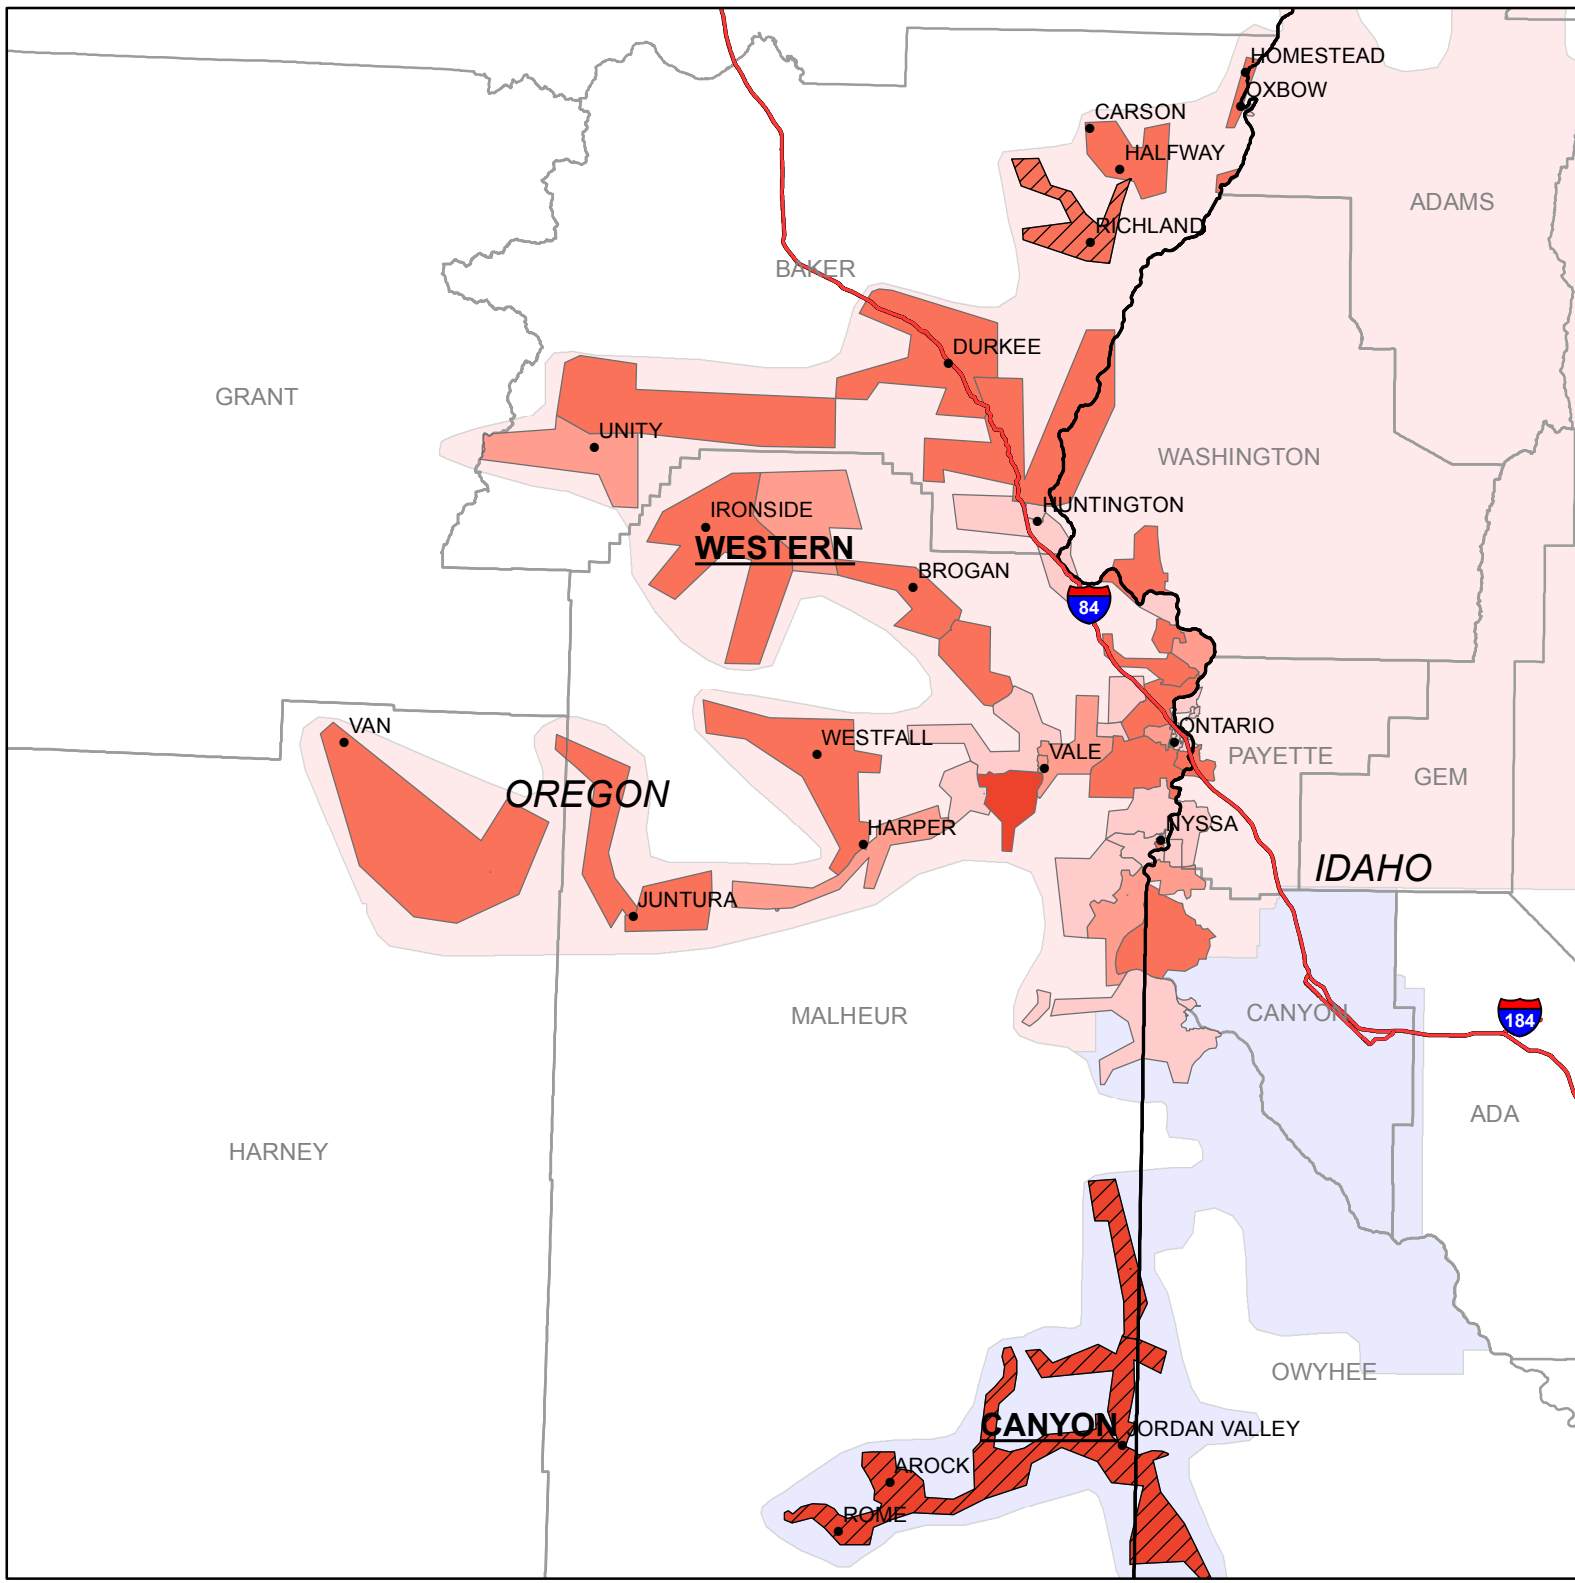 HOMESTEAD
OXBOW
CARSON
HALFWAY
ADAMS
RICHLAND
BAKER
DURKEE
GRANT
UNITY
WASHINGTON
HUNTINGTON
IRONSIDE
WESTERN
BROGAN
84
VAN
ONTARIO
WESTFALL
VALE
PAYETTE
GEM
OREGON
NYSSA
HARPER
IDAHO
JUNTURA
MALHEUR
CANYON
184
ADA
HARNEY
OWYHEE
CANYON
JORDAN VALLEY
AROCK
ROME